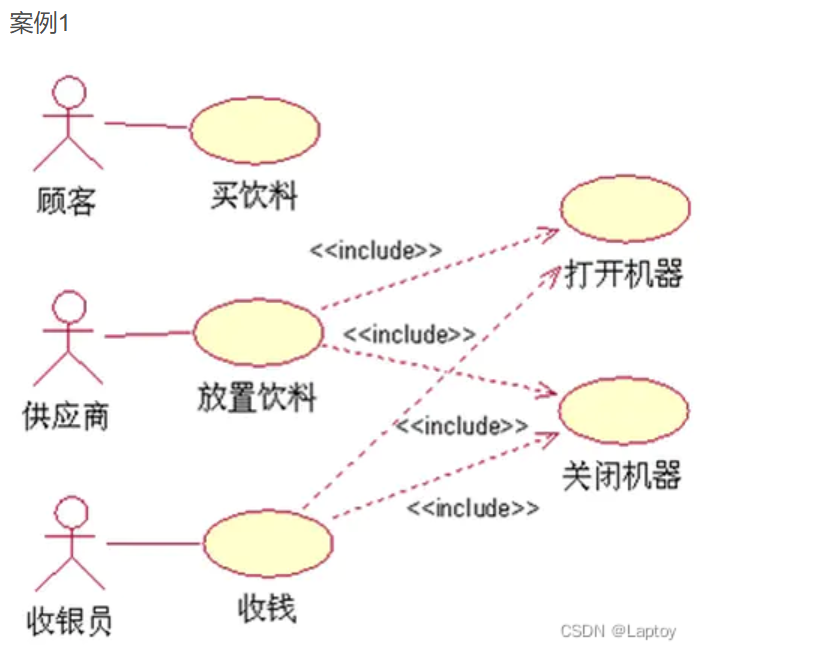 案例1
顾客
买饮料
<<include>>
打开机器
<<include>>
供应商
放置饮料
<<include>>
关闭机器
<<include>>
收银员
收钱
CSDN @Laptoy